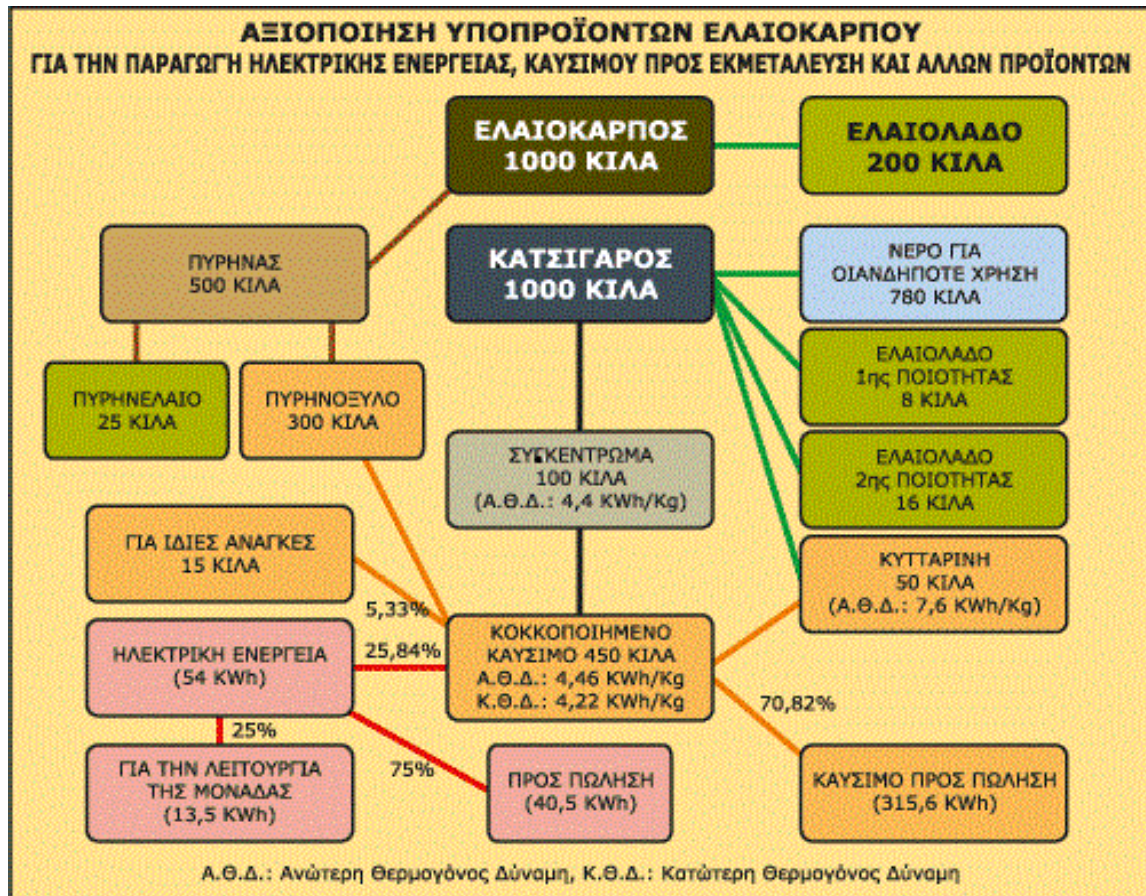 ΑΞΙΟΠΟΙΗΣΗ ΥΠΟΠΡΟΪΟΝΤΩΝ ΕΛΑΙΟΚΑΡΠΟΥ
ΓΙΑ ΤΗΝ ΠΑΡΑΓΩΓΗ ΗΛΕΚΤΡΙΚΗΣ ΕΝΕΡΓΕΙΑΣ, ΚΑΥΣΙΜΟΥ ΠΡΟΣ ΕΚΜΕΤΑΛΕΥΣΗ ΚΑΙ ΑΛΛΩΝ ΠΡΟΪΟΝΤΩΝ
ΕΛΑΙΟΚΑΡΠΟΣ
1000 ΚΙΛΑ
ΕΛΑΙΟΛΑΔΟ
200 ΚΙΛΑ
ΠΥΡΗΝΑΣ
500 ΚΙΛΑ
ΚΑΤΣΙΓΑΡΟΣ
1000 ΚΙΛΑ
ΝΕΡΟ ΓΙΑ
ΟΙΑΝΔΗΠΟΤΕ ΧΡΗΣΗ
780 ΚΙΛΑ
ΠΥΡΗΝΕΛΑΙΟ
25 ΚΙΛΑ
ΠΥΡΗΝΟΞΥΛΟ
300 ΚΙΛΑ
ΕΛΑΙΟΛΑΔΟ
1ης ΠΟΙΟΤΗΤΑΣ
8 ΚΙΛΑ
ΣΥΓΚΕΝΤΡΩΜΑ
100 ΚΙΛΑ
(Α.Θ.Δ.: 4,4 KWh/Kg)
ΕΛΑΙΟΛΑΔΟ
2ης ΠΟΙΟΤΗΤΑΣ
16 ΚΙΛΑ
ΓΙΑ ΙΔΙΕΣ ΑΝΑΓΚΕΣ
15 ΚΙΛΑ
ΚΥΤΤΑΡΙΝΗ
50 ΚΙΛΑ
(Α.Θ.Δ.: 7,6 KWh/Kg)
5,33%
ΗΛΕΚΤΡΙΚΗ ΕΝΕΡΓΕΙΑ
(54 KWh)
25,84%
ΚΟΚΚΟΠΟΙΗΜΕΝΟ
ΚΑΥΣΙΜΟ 450 ΚΙΛΑ
Α.Θ.Δ.: 4,46 KWh/Kg
Κ.Θ.Δ.: 4,22 KWh/Kg
70,82%
25%
75%
ΓΙΑ ΤΗΝ ΛΕΙΤΟΥΡΓΙΑ
ΤΗΣ ΜΟΝΑΔΑΣ
(13,5 KWh)
ΠΡΟΣ ΠΩΛΗΣΗ
(40,5 KWh)
ΚΑΥΣΙΜΟ ΠΡΟΣ ΠΩΛΗΣΗ
(315,6 KWh)
Α.Θ.Δ.: Ανώτερη Θερμογόνος Δύναμη, Κ.Θ.Δ.: Κατώτερη Θερμογόνος Δύναμη